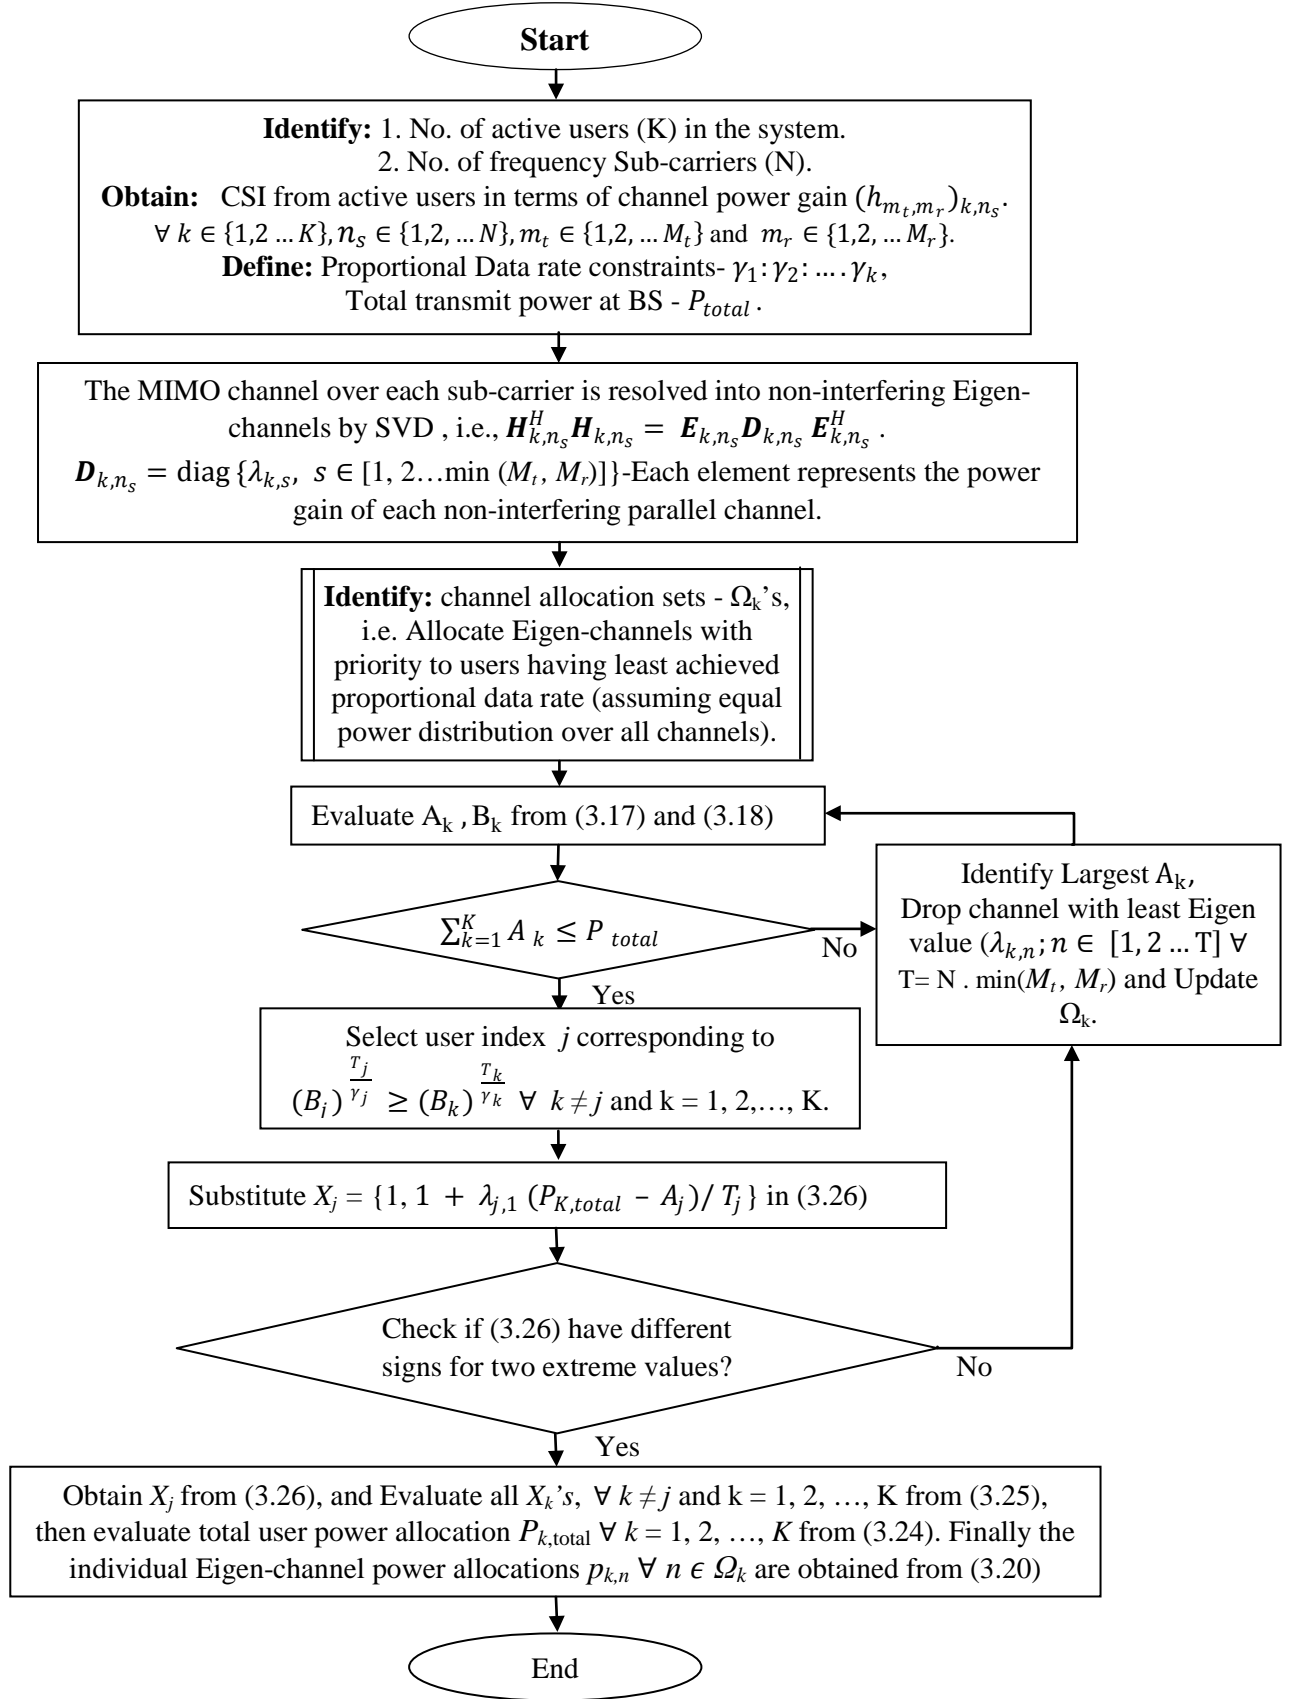 Start
Identify: 1. No. of active users (K) in the system.
2. No. of frequency Sub-carriers (N).
Obtain: CSI from active users in terms of channel power gain (h_{m_t,m_r})_{k,n_s}.
∀ k ∈ {1,2 … K}, n_s ∈ {1,2, … N}, m_t ∈ {1,2, … M_t} and m_r ∈ {1,2, … M_r}.
Define: Proportional Data rate constraints- γ_1: γ_2: … . γ_k,
Total transmit power at BS - P_{total} .
The MIMO channel over each sub-carrier is resolved into non-interfering Eigen-
channels by SVD , i.e., H^H_{k,n_s} H_{k,n_s} = E_{k,n_s} D_{k,n_s} E^H_{k,n_s} .
D_{k,n_s} = diag {λ_{k,s}, s ∈ [1, 2…min (M_t, M_r)]}-Each element represents the power
gain of each non-interfering parallel channel.
Identify: channel allocation sets - Ω_k’s,
i.e. Allocate Eigen-channels with
priority to users having least achieved
proportional data rate (assuming equal
power distribution over all channels).
Evaluate A_k , B_k from (3.17) and (3.18)
∑_{k=1}^{K} A_k ≤ P_{total}
No
Identify Largest A_k,
Drop channel with least Eigen
value (λ_{k,n}; n ∈ [1, 2 … T] ∀
T= N . min(M_t, M_r) and Update
Ω_k.
Yes
Select user index j corresponding to
(B_j)^{T_j/γ_j} ≥ (B_k)^{T_k/γ_k} ∀ k ≠ j and k = 1, 2,…, K.
Substitute X_j = {1, 1 + λ_{j,1} (P_{K,total} − A_j)/ T_j} in (3.26)
Check if (3.26) have different
signs for two extreme values?
No
Yes
Obtain X_j from (3.26), and Evaluate all X_k’s, ∀ k ≠ j and k = 1, 2, …, K from (3.25),
then evaluate total user power allocation P_{k,total} ∀ k = 1, 2, …, K from (3.24). Finally the
individual Eigen-channel power allocations p_{k,n} ∀ n ϵ Ω_k are obtained from (3.20)
End